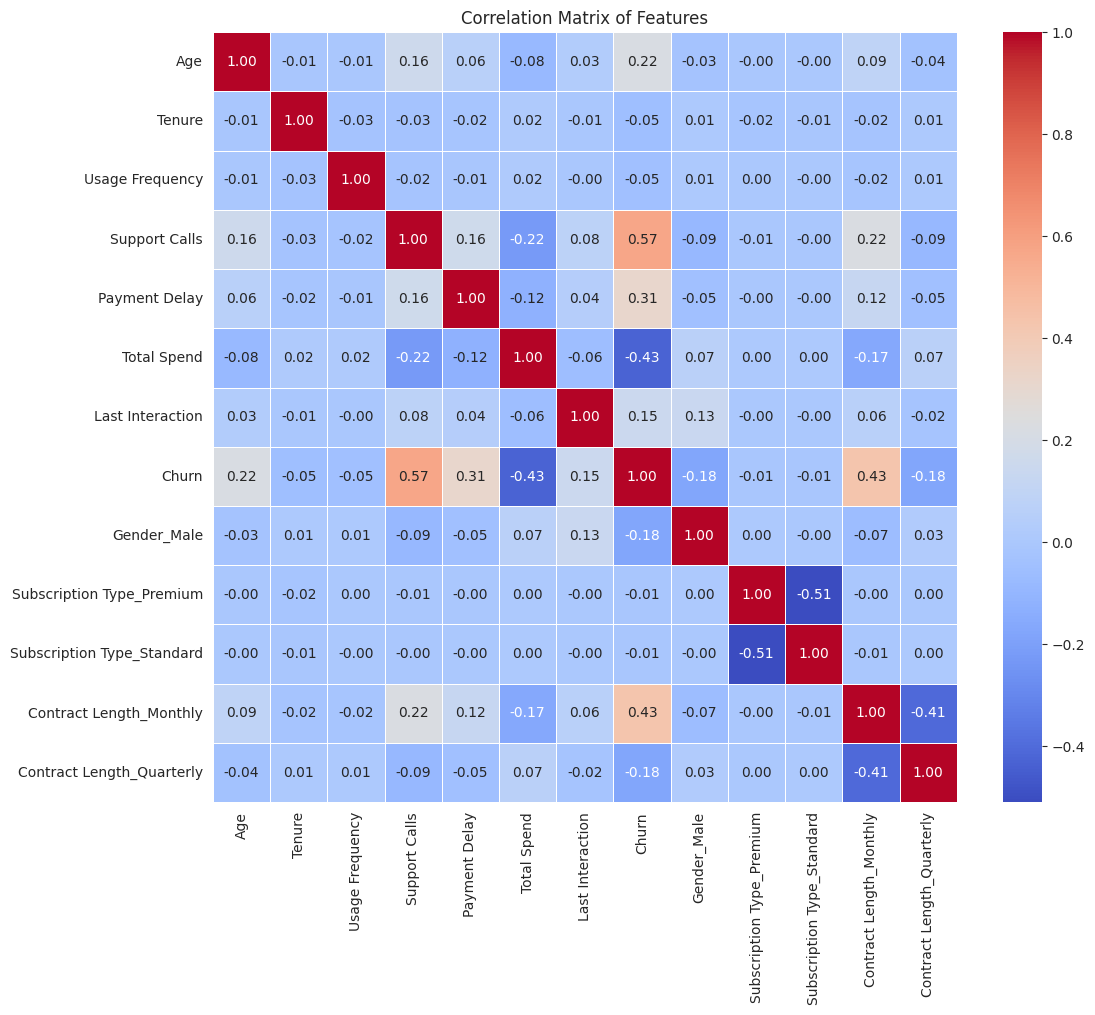 Correlation Matrix of Features
Age 1.00 -0.01 -0.01 0.16 0.06 -0.08 0.03 0.22 -0.03 -0.00 -0.00 0.09 -0.04
Tenure -0.01 1.00 -0.03 -0.03 -0.02 0.02 -0.01 -0.05 0.01 -0.02 -0.01 -0.02 0.01
Usage Frequency -0.01 -0.03 1.00 -0.02 -0.01 0.02 -0.00 -0.05 0.01 0.00 -0.00 -0.02 0.01
Support Calls 0.16 -0.03 -0.02 1.00 0.16 -0.22 0.08 0.57 -0.09 -0.01 -0.00 0.22 -0.09
Payment Delay 0.06 -0.02 -0.01 0.16 1.00 -0.12 0.04 0.31 -0.05 -0.00 -0.00 0.12 -0.05
Total Spend -0.08 0.02 0.02 -0.22 -0.12 1.00 -0.06 -0.43 0.07 0.00 0.00 -0.17 0.07
Last Interaction 0.03 -0.01 -0.00 0.08 0.04 -0.06 1.00 0.15 0.13 -0.00 -0.00 0.06 -0.02
Churn 0.22 -0.05 -0.05 0.57 0.31 -0.43 0.15 1.00 -0.18 -0.01 -0.01 0.43 -0.18
Gender_Male -0.03 0.01 0.01 -0.09 -0.05 0.07 0.13 -0.18 1.00 0.00 -0.00 -0.07 0.03
Subscription Type_Premium -0.00 -0.02 0.00 -0.01 -0.00 0.00 -0.00 -0.01 0.00 1.00 -0.51 -0.00 0.00
Subscription Type_Standard -0.00 -0.01 -0.00 -0.00 -0.00 0.00 -0.00 -0.01 -0.00 -0.51 1.00 -0.01 0.00
Contract Length_Monthly 0.09 -0.02 -0.02 0.22 0.12 -0.17 0.06 0.43 -0.07 -0.00 -0.01 1.00 -0.41
Contract Length_Quarterly -0.04 0.01 0.01 -0.09 -0.05 0.07 -0.02 -0.18 0.03 0.00 0.00 -0.41 1.00
Age
Tenure
Usage Frequency
Support Calls
Payment Delay
Total Spend
Last Interaction
Churn
Gender_Male
Subscription Type_Premium
Subscription Type_Standard
Contract Length_Monthly
Contract Length_Quarterly
1.0
0.8
0.6
0.4
0.2
0.0
−0.2
−0.4